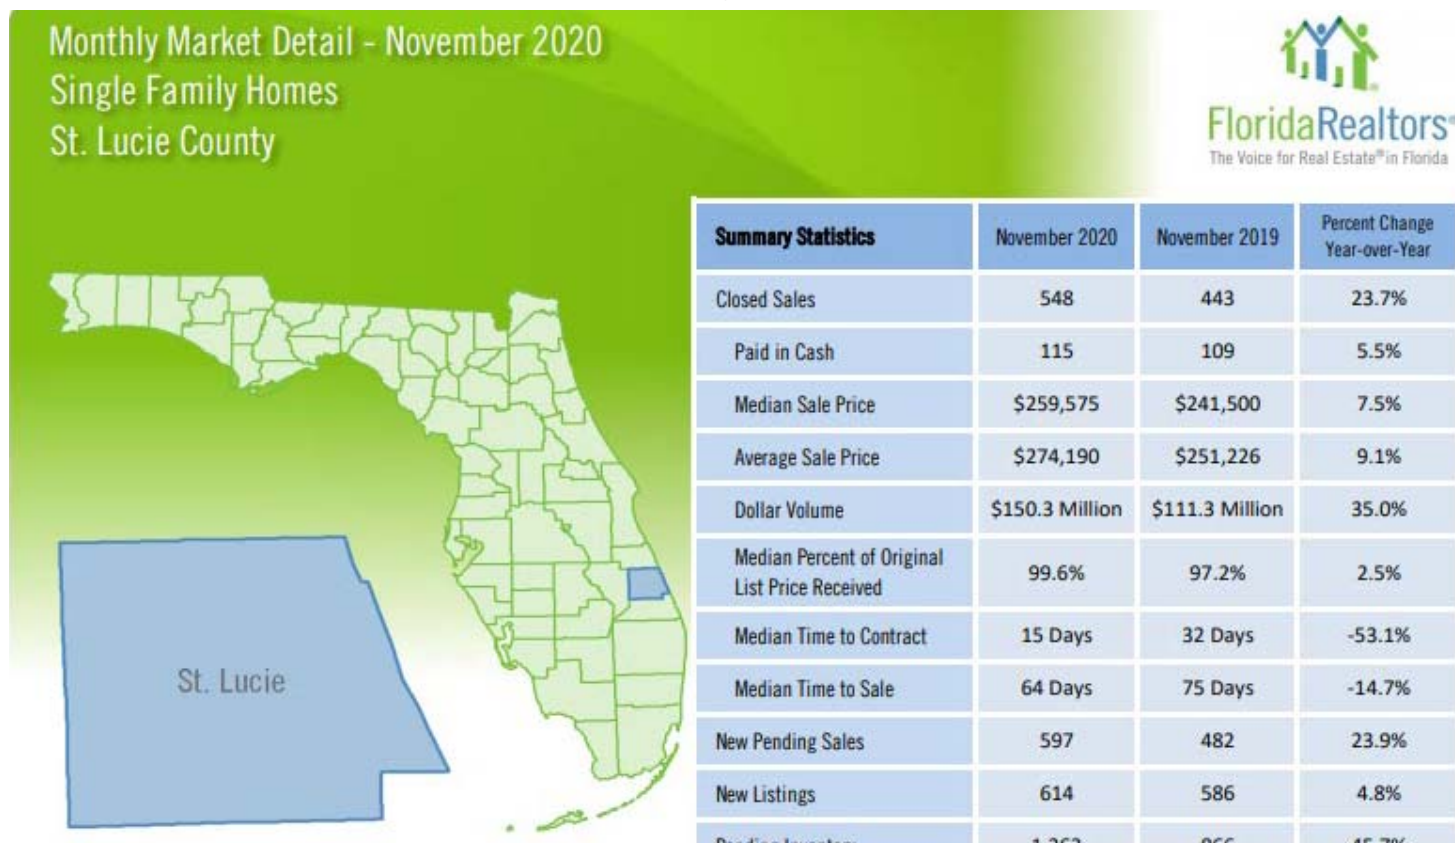 Monthly Market Detail - November 2020
Single Family Homes
St. Lucie County
FloridaRealtors®
The Voice for Real Estate® in Florida
Summary Statistics November 2020 November 2019 Percent Change Year-over-Year
Closed Sales 548 443 23.7%
Paid in Cash 115 109 5.5%
Median Sale Price $259,575 $241,500 7.5%
Average Sale Price $274,190 $251,226 9.1%
Dollar Volume $150.3 Million $111.3 Million 35.0%
Median Percent of Original List Price Received 99.6% 97.2% 2.5%
Median Time to Contract 15 Days 32 Days -53.1%
Median Time to Sale 64 Days 75 Days -14.7%
New Pending Sales 597 482 23.9%
New Listings 614 586 4.8%
St. Lucie